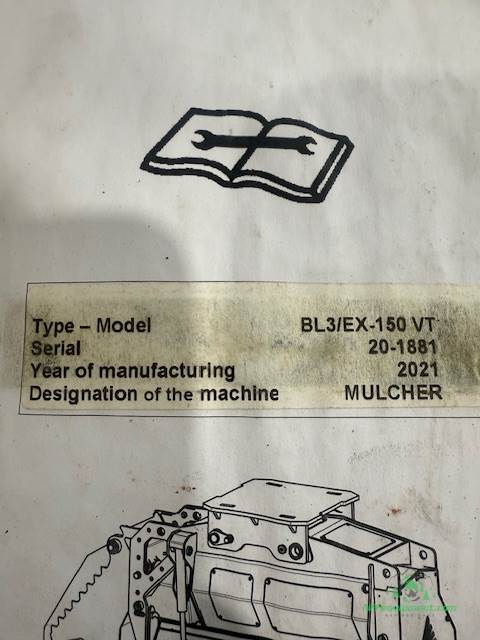 Type – Model BL3/EX-150 VT
Serial 20-1881
Year of manufacturing 2021
Designation of the machine MULCHER